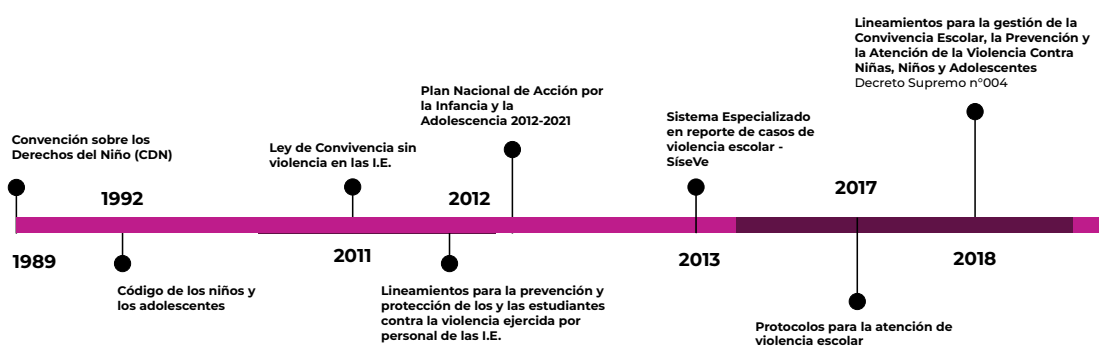 Convención sobre los
Derechos del Niño (CDN)
1989
1992
Código de los niños y
los adolescentes
Ley de Convivencia sin
violencia en las I.E.
2011
2012
Lineamientos para la prevención y
protección de los y las estudiantes
contra la violencia ejercida por
personal de las I.E.
Plan Nacional de Acción por
la Infancia y la
Adolescencia 2012-2021
Sistema Especializado
en reporte de casos de
violencia escolar -
SíseVe
2013
2017
Protocolos para la atención de
violencia escolar
Lineamientos para la gestión de la
Convivencia Escolar, la Prevención y
la Atención de la Violencia Contra
Niñas, Niños y Adolescentes
Decreto Supremo n°004
2018